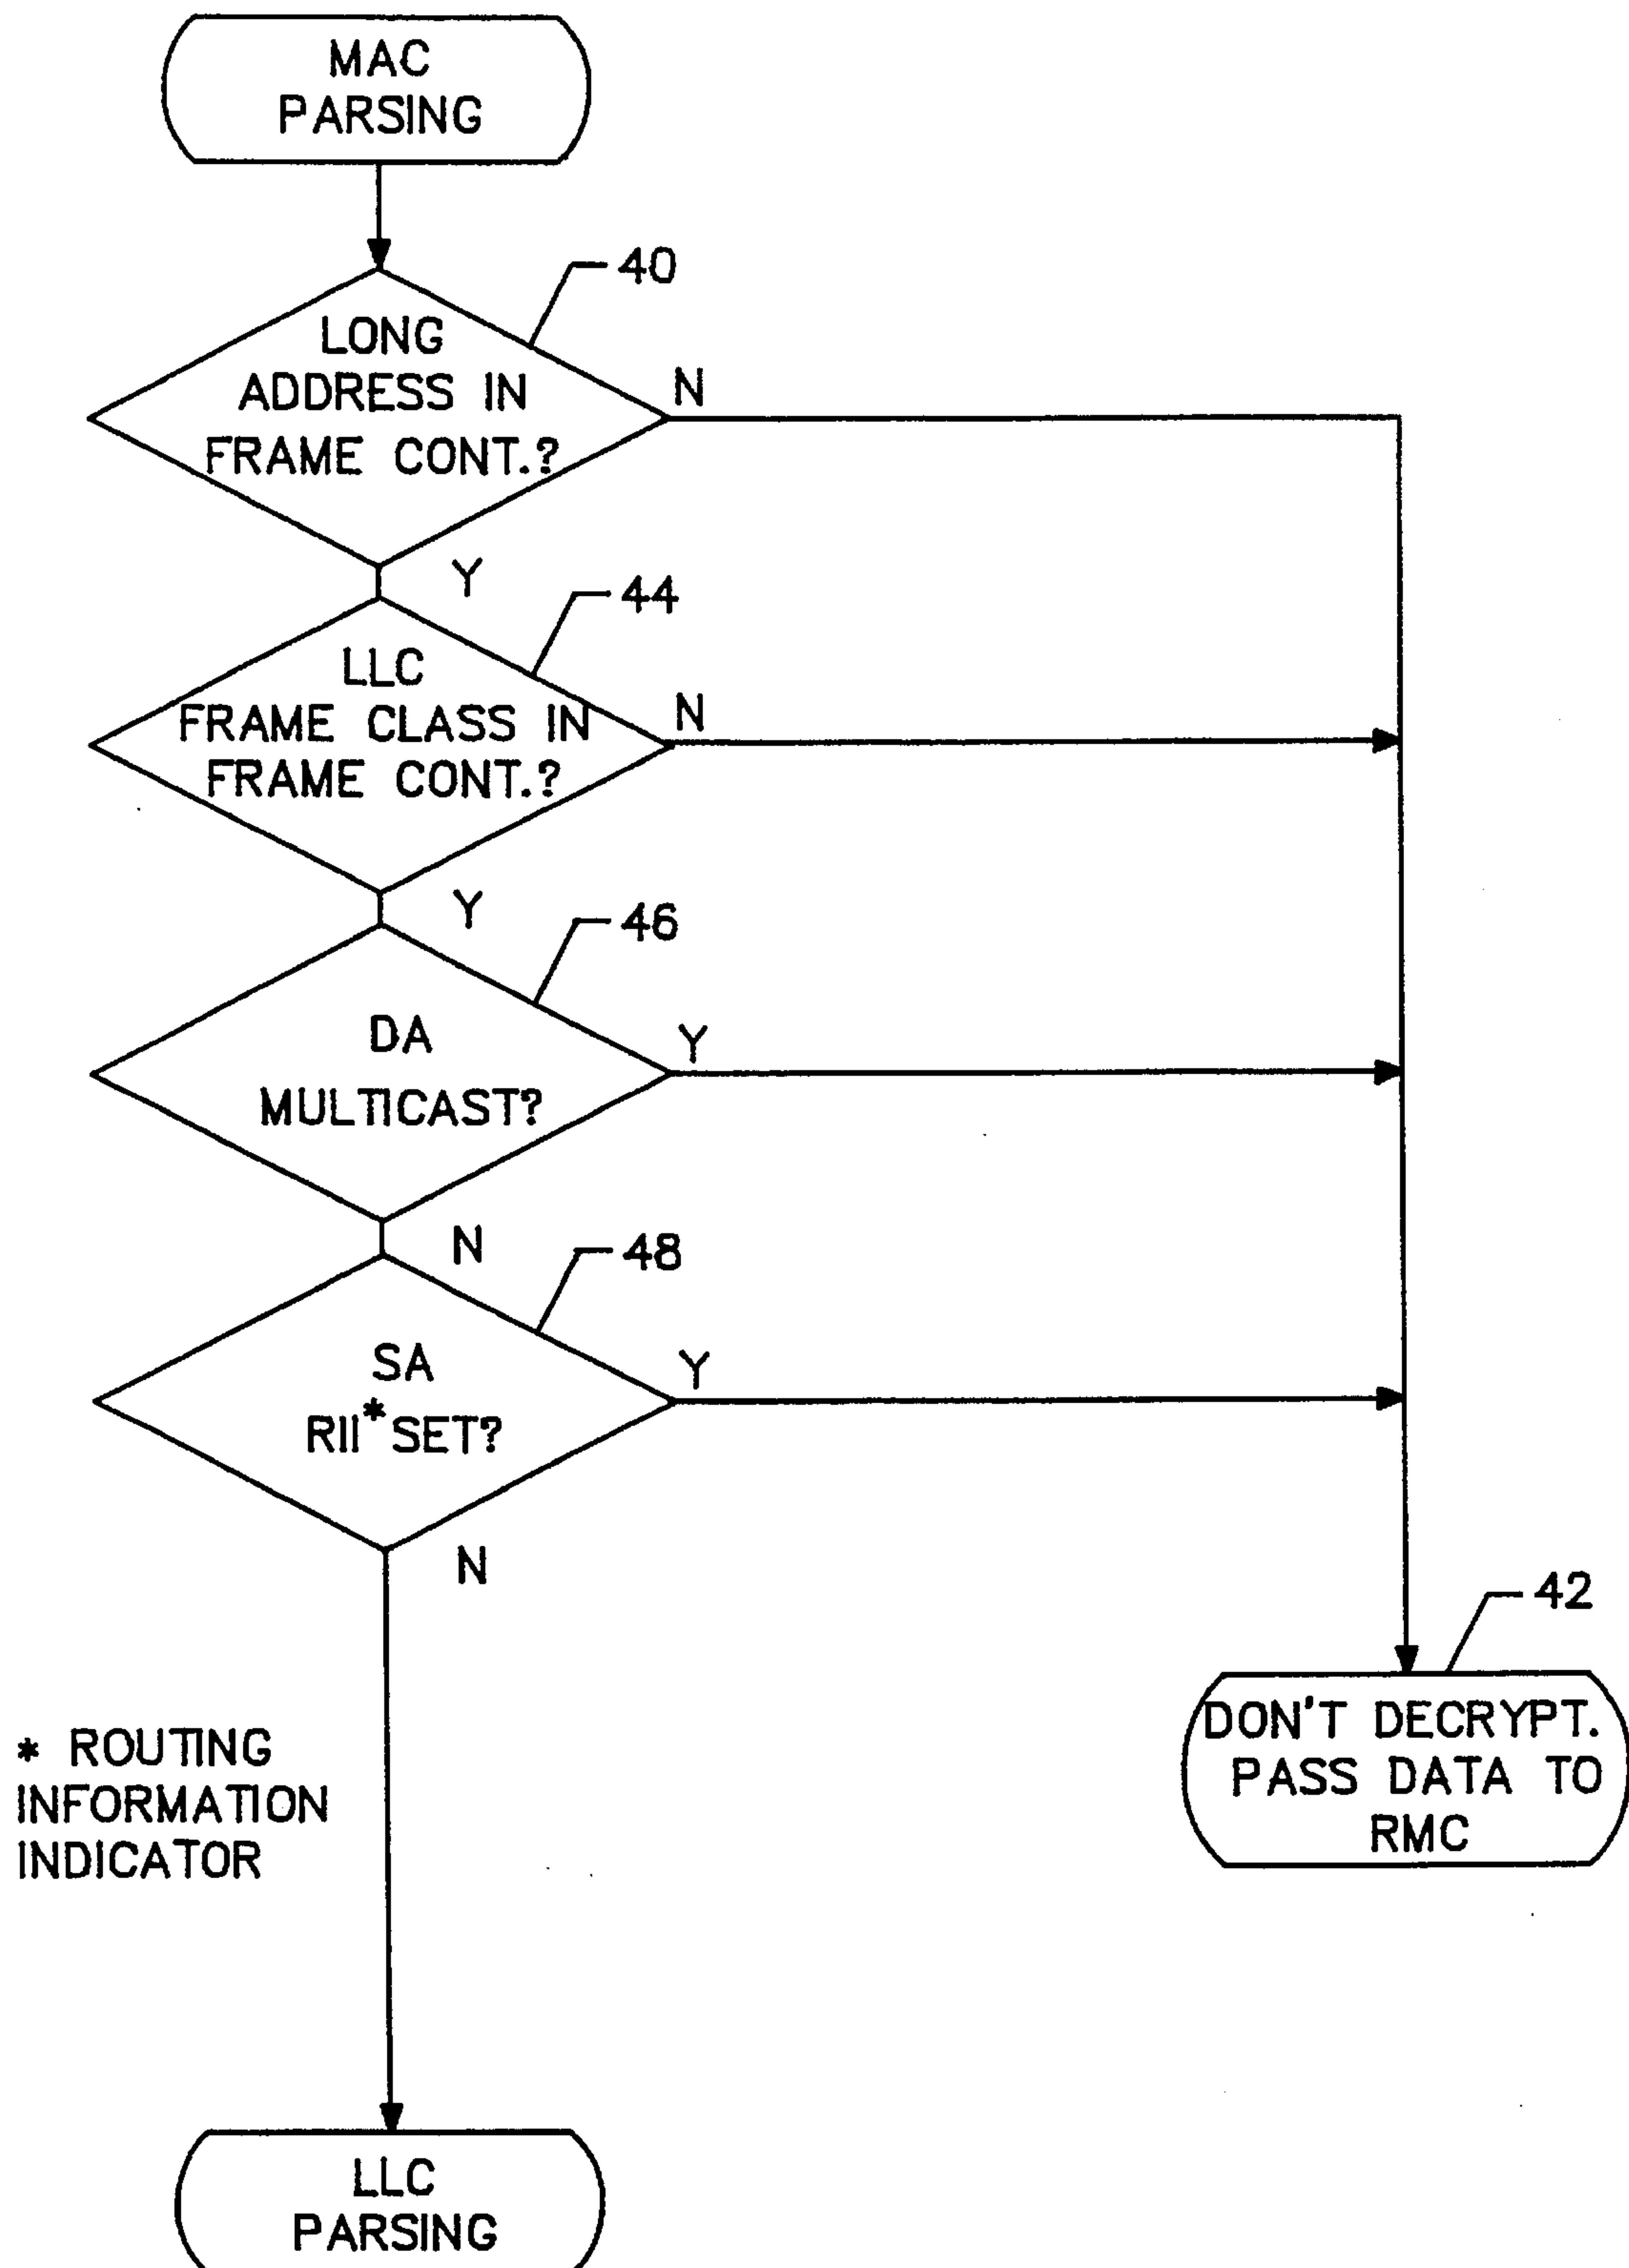 MAC
PARSING
40
LONG
ADDRESS IN
FRAME CONT.?
N
Y
44
LLC
FRAME CLASS IN
FRAME CONT.?
N
Y
46
DA
MULTICAST?
Y
N
48
SA
RII* SET?
Y
N
42
DON'T DECRYPT.
PASS DATA TO
RMC
* ROUTING
INFORMATION
INDICATOR
LLC
PARSING